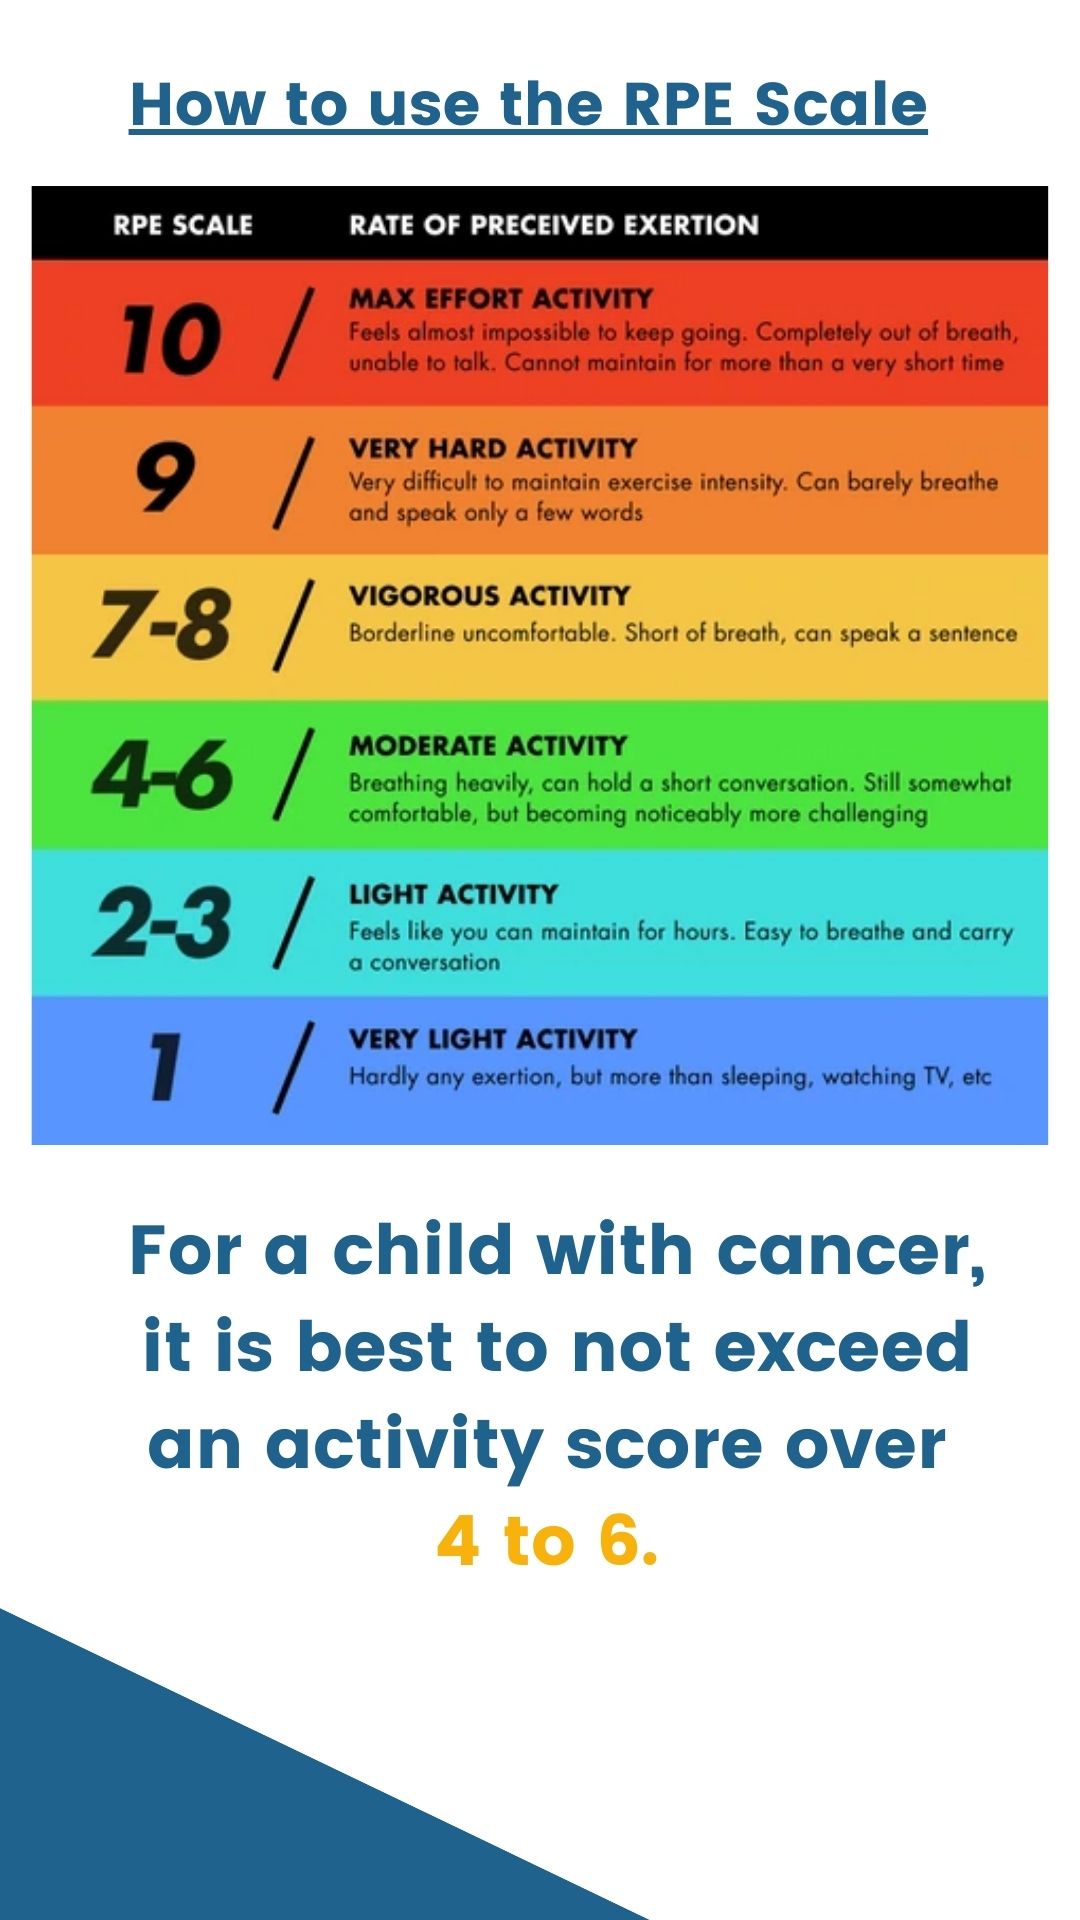 How to use the RPE Scale
RPE SCALE RATE OF PRECEIVED EXERTION
10 / MAX EFFORT ACTIVITY
Feels almost impossible to keep going. Completely out of breath,
unable to talk. Cannot maintain for more than a very short time
9 / VERY HARD ACTIVITY
Very difficult to maintain exercise intensity. Can barely breathe
and speak only a few words
7-8 / VIGOROUS ACTIVITY
Borderline uncomfortable. Short of breath, can speak a sentence
4-6 / MODERATE ACTIVITY
Breathing heavily, can hold a short conversation. Still somewhat
comfortable, but becoming noticeably more challenging
2-3 / LIGHT ACTIVITY
Feels like you can maintain for hours. Easy to breathe and carry
a conversation
1 / VERY LIGHT ACTIVITY
Hardly any exertion, but more than sleeping, watching TV, etc
For a child with cancer,
it is best to not exceed
an activity score over
4 to 6.